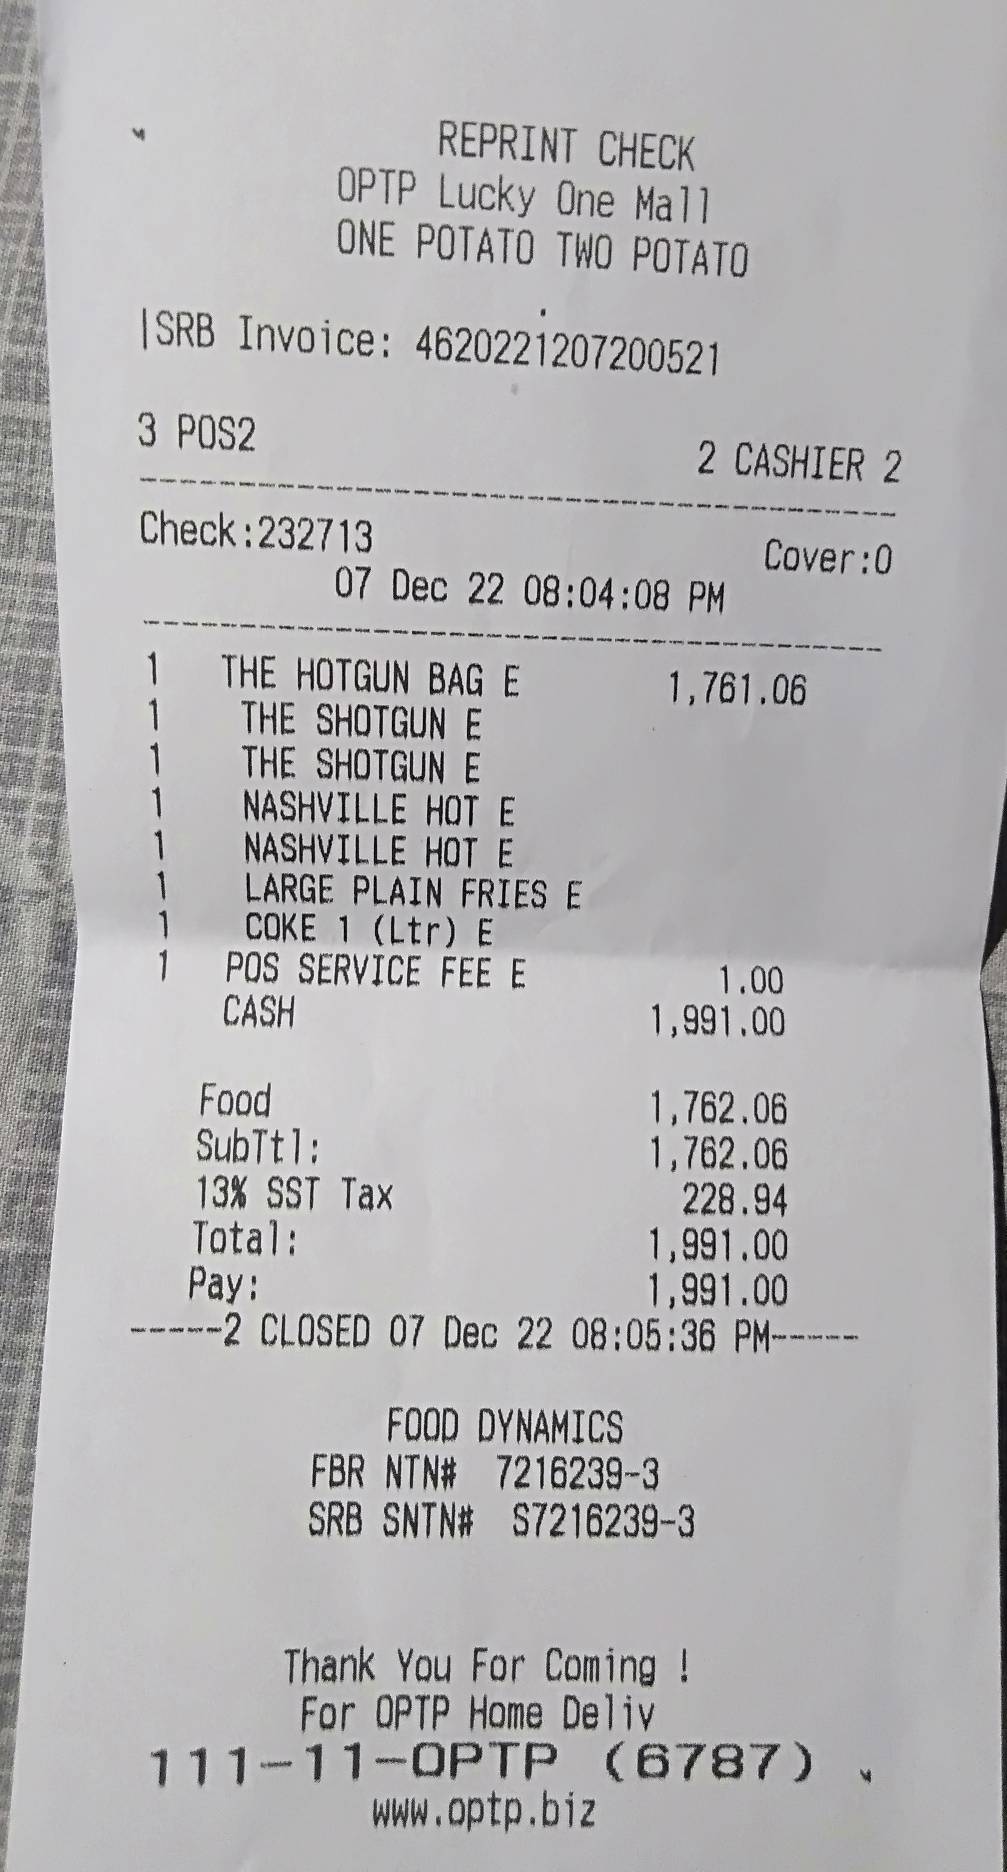 REPRINT CHECK
OPTP Lucky One Mall
ONE POTATO TWO POTATO
|SRB Invoice: 4620221207200521
3 POS2 2 CASHIER 2
--------------------------------------
Check:232713 Cover:0
07 Dec 22 08:04:08 PM
--------------------------------------
1 THE HOTGUN BAG E 1,761.06
1 THE SHOTGUN E
1 THE SHOTGUN E
1 NASHVILLE HOT E
1 NASHVILLE HOT E
1 LARGE PLAIN FRIES E
1 COKE 1 (Ltr) E
1 POS SERVICE FEE E 1.00
CASH 1,991.00
Food 1,762.06
SubTtl: 1,762.06
13% SST Tax 228.94
Total: 1,991.00
Pay: 1,991.00
-----2 CLOSED 07 Dec 22 08:05:36 PM-----
FOOD DYNAMICS
FBR NTN# 7216239-3
SRB SNTN# S7216239-3
Thank You For Coming !
For OPTP Home Deliv
111-11-OPTP (6787)
www.optp.biz